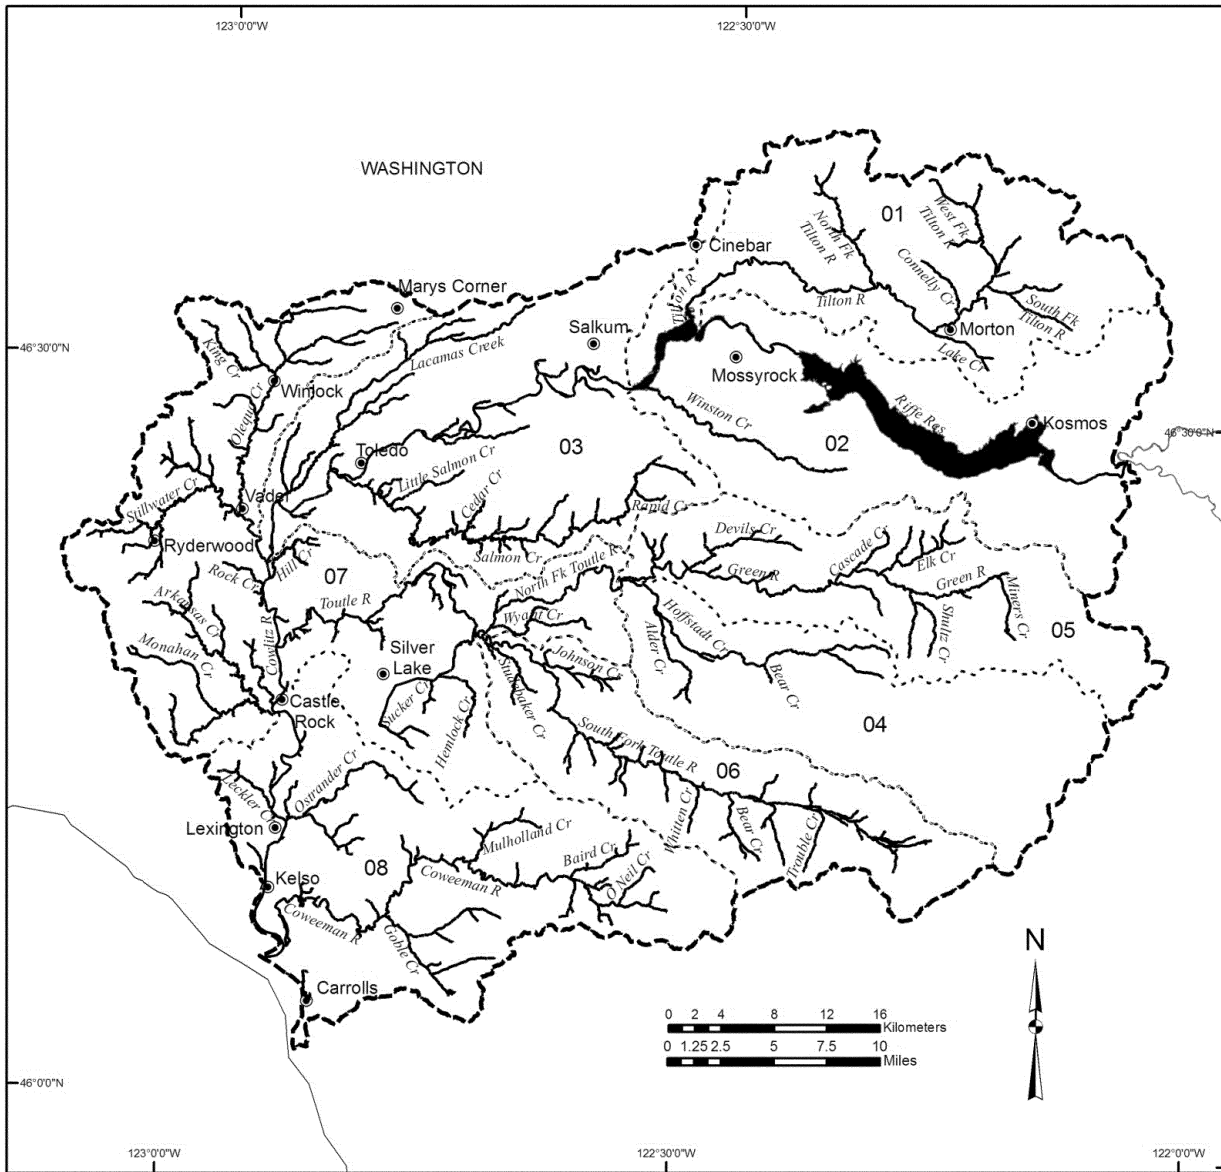 123°0'0"W
122°30'0"W
WASHINGTON
01
West Fk
Tilton R
North Fk
Tilton R
Cinebar
Connelly Cr
Tilton R
Marys Corner
Tilton R
South Fk
Tilton R
Salkum
Morton
46°30'0"N
King Cr
Lacamas Creek
Lake Cr
Mossyrock
Winlock
Olequa Cr
Winston Cr
Riffe Res
Kosmos
46°30'0"N
02
03
Toledo
Little Salmon Cr
Cedar Cr
Stillwater Cr
Vader
Rapid Cr
Devils Cr
Cascade Cr
Ryderwood
Elk Cr
Salmon Cr
Hill Cr
North Fk Toutle R
Green R
Green R
Rock Cr
07
Arkansas Cr
Toutle R
Miners Cr
Wyant Cr
Hoffstadt Cr
Shultz Cr
05
Cowlitz R
Alder Cr
Monahan Cr
Silver
Lake
Johnson Cr
Bear Cr
Studebaker Cr
Castle
Rock
Sucker Cr
Hemlock Cr
04
South Fork Toutle R
06
Leckler Cr
Ostrander Cr
Whitten Cr
Bear Cr
Trouble Cr
Lexington
Mulholland Cr
Baird Cr
08
Coweeman R
O Neil Cr
Kelso
Coweeman R
Goble Cr
N
Carrolls
0 2 4 8 12 16
Kilometers
0 1.25 2.5 5 7.5 10
Miles
46°0'0"N
123°0'0"W
122°30'0"W
122°0'0"W